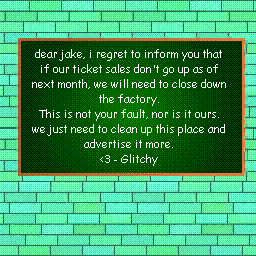 dear jake, i regret to inform you that
if our ticket sales don't go up as of
next month, we will need to close down
the factory.
This is not your fault, nor is it ours.
we just need to clean up this place and
advertise it more.
<3 - Glitchy